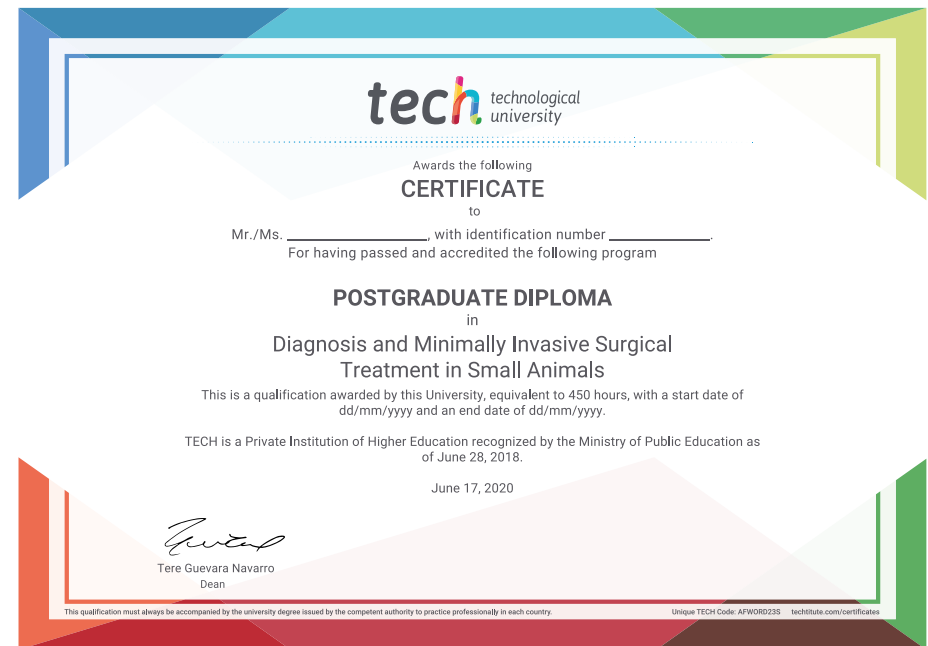 tech technological
university
Awards the following
CERTIFICATE
to
Mr./Ms. ____________________, with identification number ______________.
For having passed and accredited the following program
POSTGRADUATE DIPLOMA
in
Diagnosis and Minimally Invasive Surgical
Treatment in Small Animals
This is a qualification awarded by this University, equivalent to 450 hours, with a start date of
dd/mm/yyyy and an end date of dd/mm/yyyy.
TECH is a Private Institution of Higher Education recognized by the Ministry of Public Education as
of June 28, 2018.
June 17, 2020
Tere Guevara Navarro
Dean
This qualification must always be accompanied by the university degree issued by the competent authority to practice professionally in each country.
Unique TECH Code: AFWORD23S techtitute.com/certificates